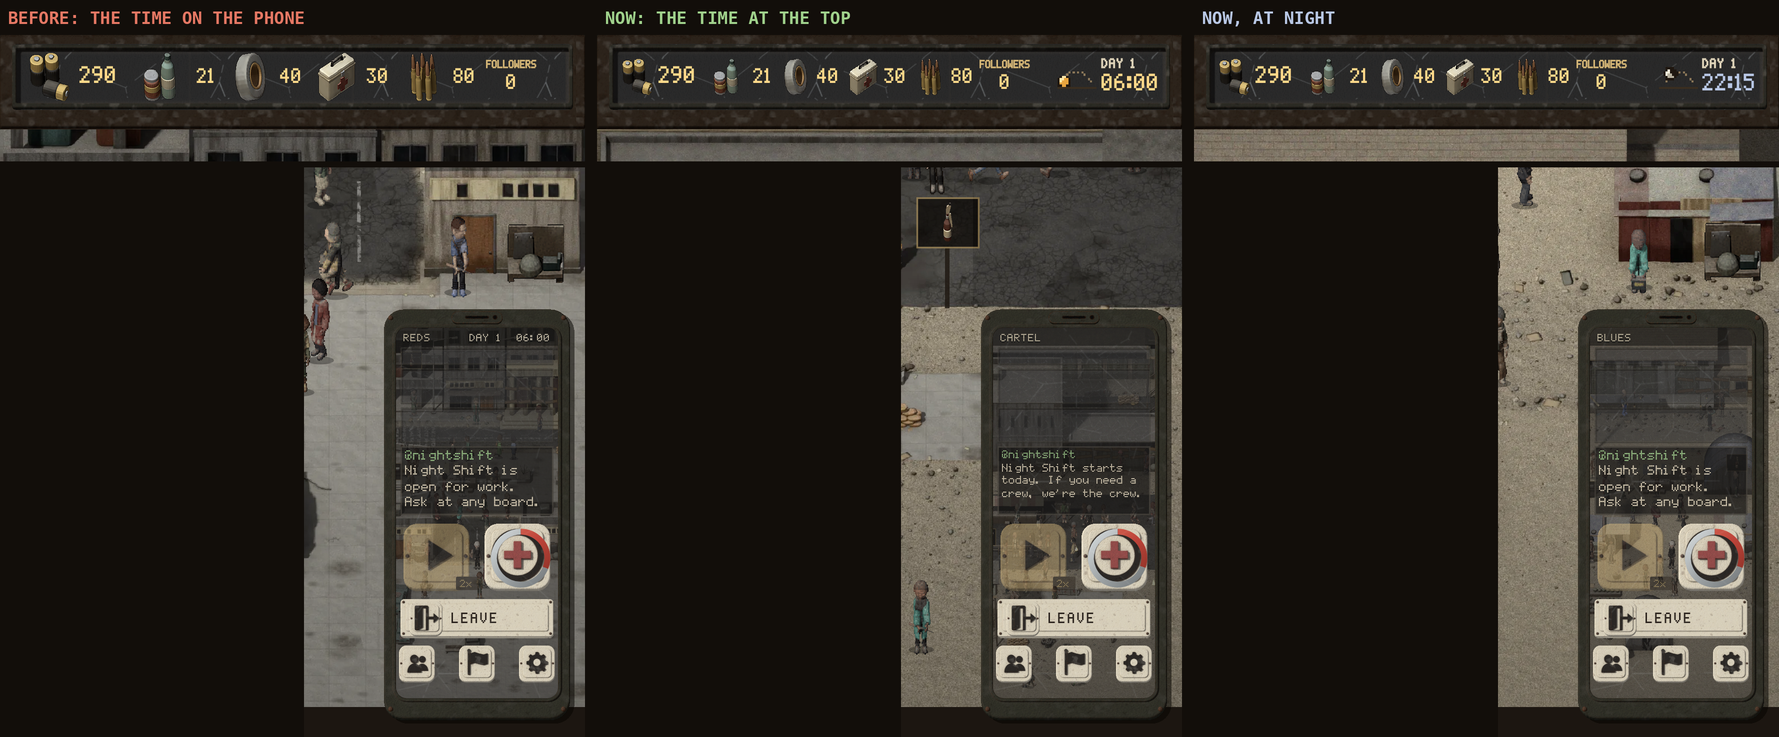 BEFORE: THE TIME ON THE PHONE
NOW: THE TIME AT THE TOP
NOW, AT NIGHT
290 21 40 30 80 FOLLOWERS 0
290 21 40 30 80 FOLLOWERS 0 DAY 1 06:00
290 21 40 30 80 FOLLOWERS 0 DAY 1 22:15
REDS DAY 1 06:00
@nightshift
Night Shift is
open for work.
Ask at any board.
2x
LEAVE
CARTEL
@nightshift
Night Shift starts
today. If you need a
crew, we're the crew.
2x
LEAVE
BLUES
@nightshift
Night Shift is
open for work.
Ask at any board.
2x
LEAVE